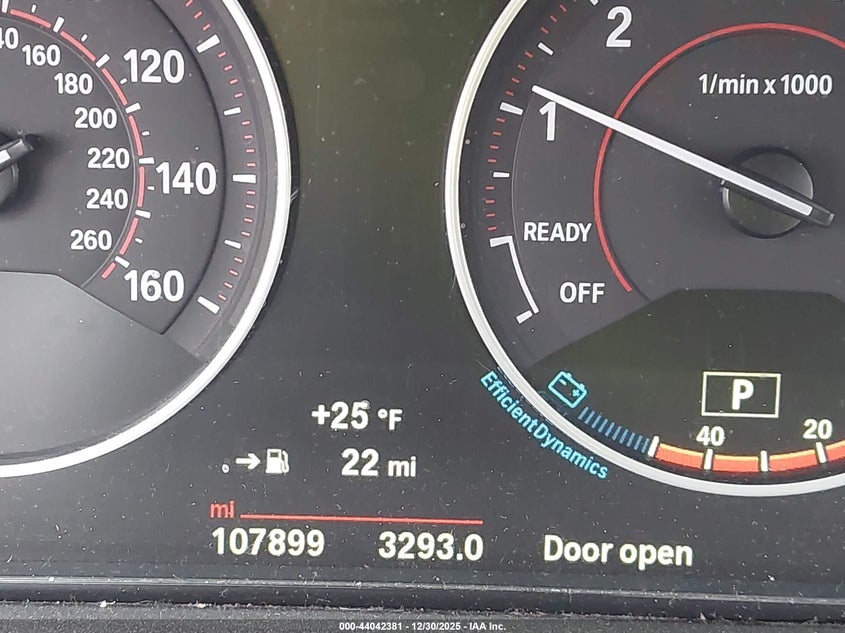 2
40
160
180
200
220
240
260
120
140
160
1/min x 1000
1
READY
OFF
EfficientDynamics
P
40
20
+25 °F
22 mi
mi
107899 3293.0 Door open
000-44042381 - 12/30/2025 - IAA Inc.